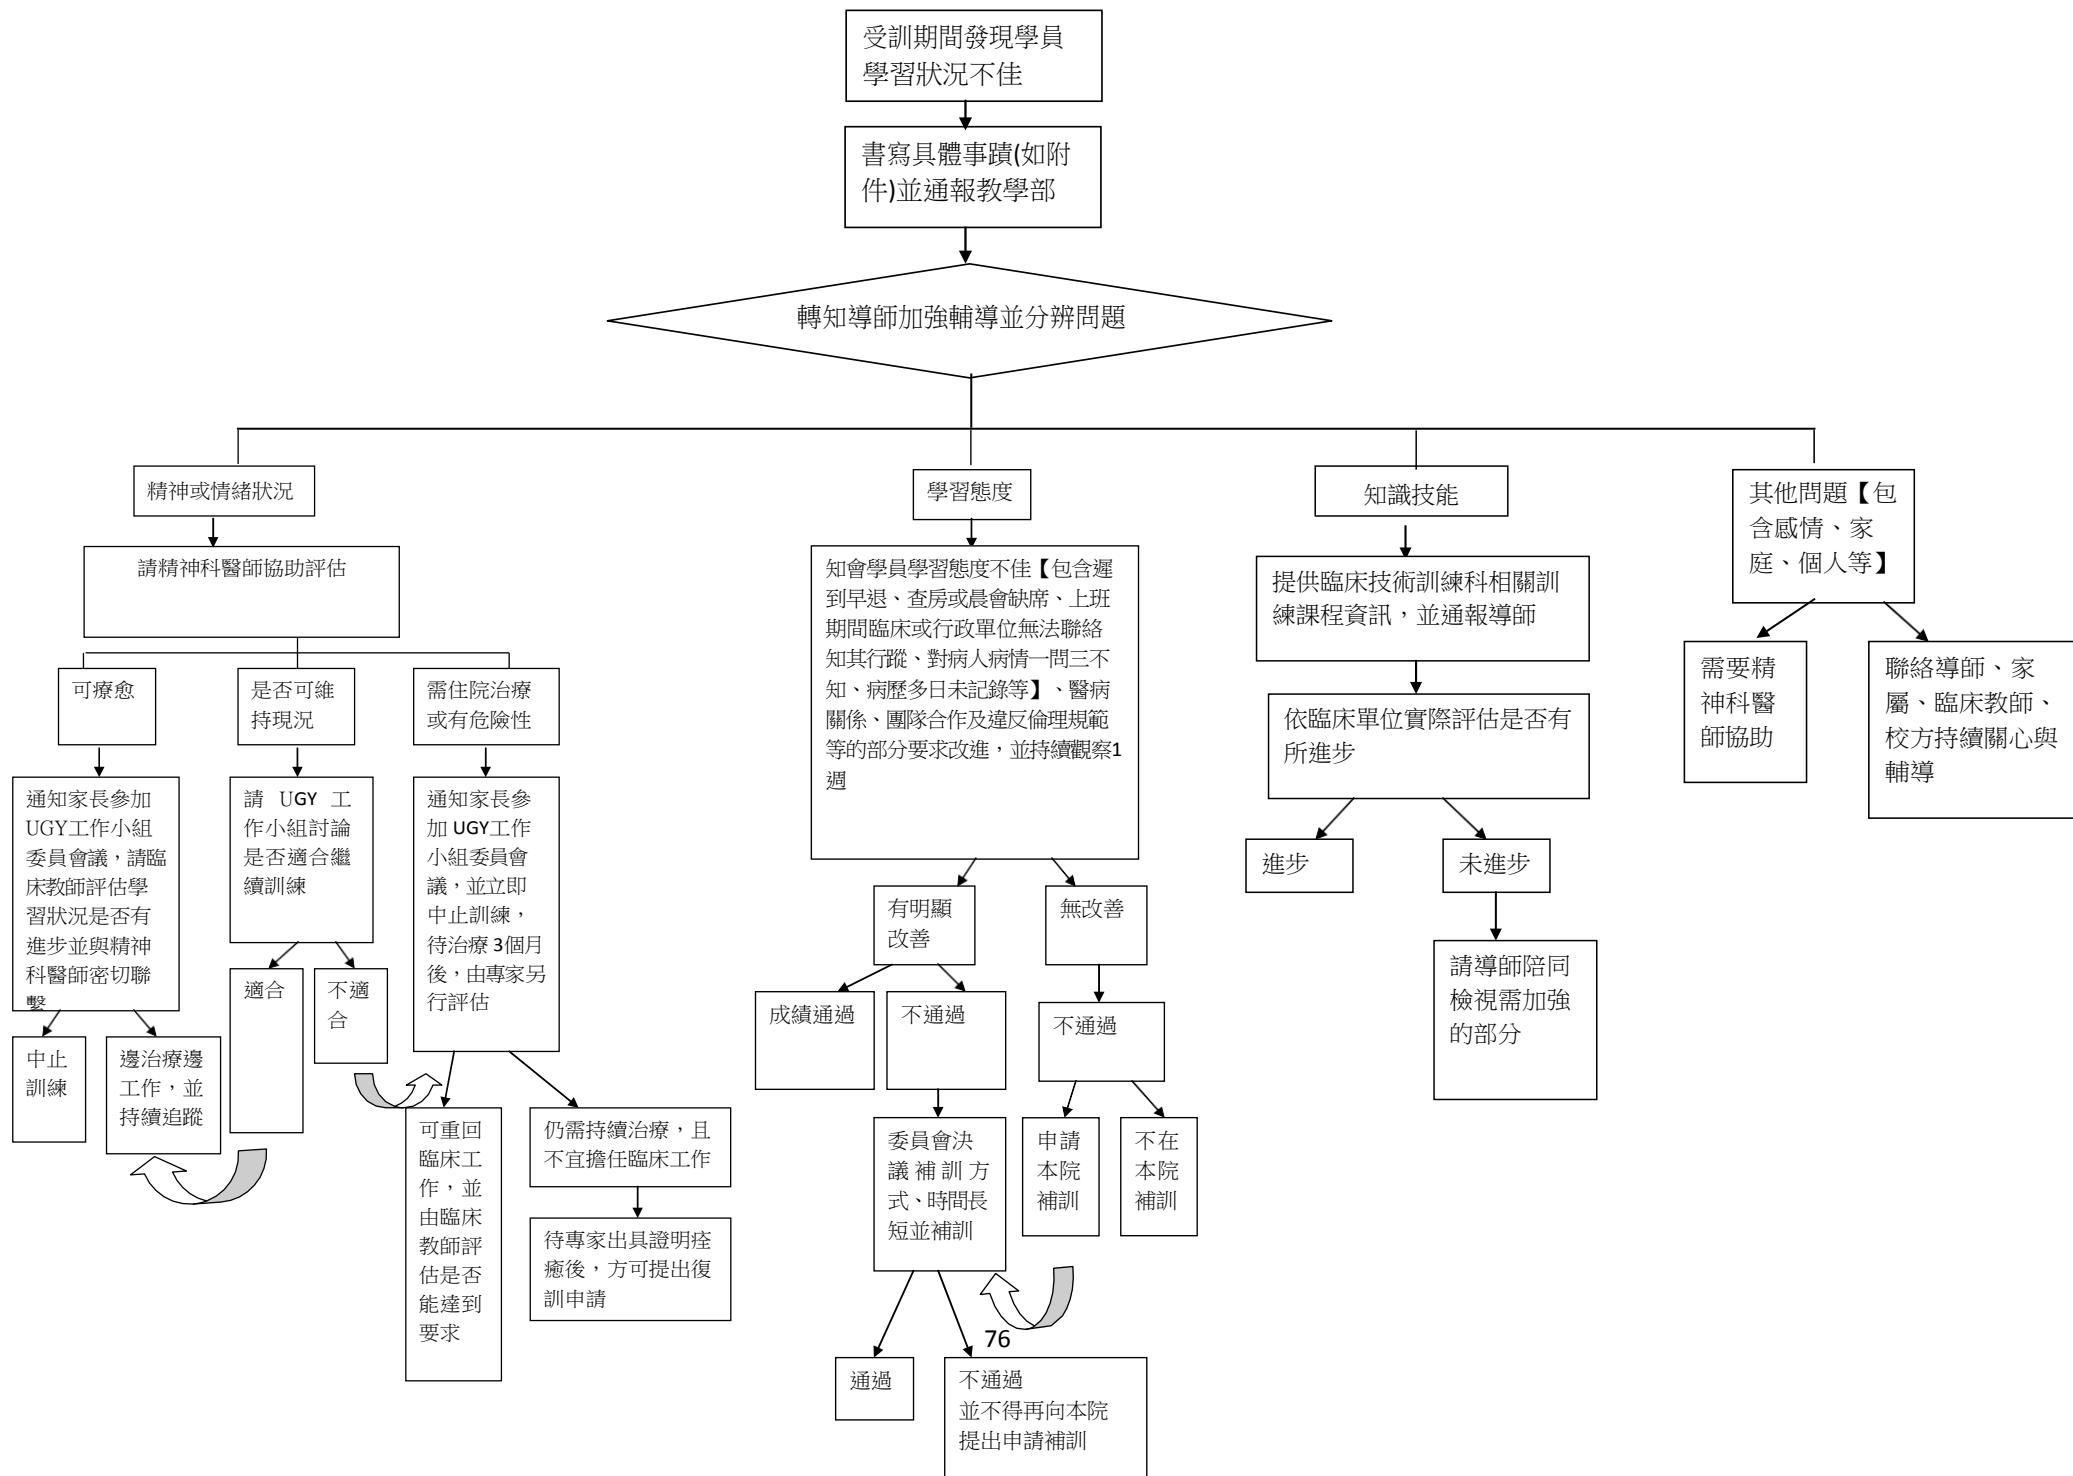 受訓期間發現學員
學習狀況不佳
書寫具體事蹟(如附
件)並通報教學部
轉知導師加強輔導並分辨問題
精神或情緒狀況
請精神科醫師協助評估
可療愈
通知家長參加
UGY工作小組
委員會議，請臨
床教師評估學
習狀況是否有
進步並與精神
科醫師密切聯
繫
中止
訓練
邊治療邊
工作，並
持續追蹤
是否可維
持現況
請 UGY 工
作小組討論
是否適合繼
續訓練
適合
不適
合
需住院治療
或有危險性
通知家長參
加 UGY工作
小組委員會
議，並立即
中止訓練，
待治療 3個月
後，由專家另
行評估
可重回
臨床工
作，並
由臨床
教師評
估是否
能達到
要求
仍需持續治療，且
不宜擔任臨床工作
待專家出具證明痊
癒後，方可提出復
訓申請
學習態度
知會學員學習態度不佳【包含遲
到早退、查房或晨會缺席、上班
期間臨床或行政單位無法聯絡
知其行蹤、對病人病情一問三不
知、病歷多日未記錄等】、醫病
關係、團隊合作及違反倫理規範
等的部分要求改進，並持續觀察1
週
有明顯
改善
成績通過
不通過
委員會決
議補訓方
式、時間長
短並補訓
通過
不通過
並不得再向本院
提出申請補訓
無改善
不通過
申請
本院
補訓
不在
本院
補訓
知識技能
提供臨床技術訓練科相關訓
練課程資訊，並通報導師
依臨床單位實際評估是否有
所進步
進步
未進步
請導師陪同
檢視需加強
的部分
其他問題【包
含感情、家
庭、個人等】
需要精
神科醫
師協助
聯絡導師、家
屬、臨床教師、
校方持續關心與
輔導
76